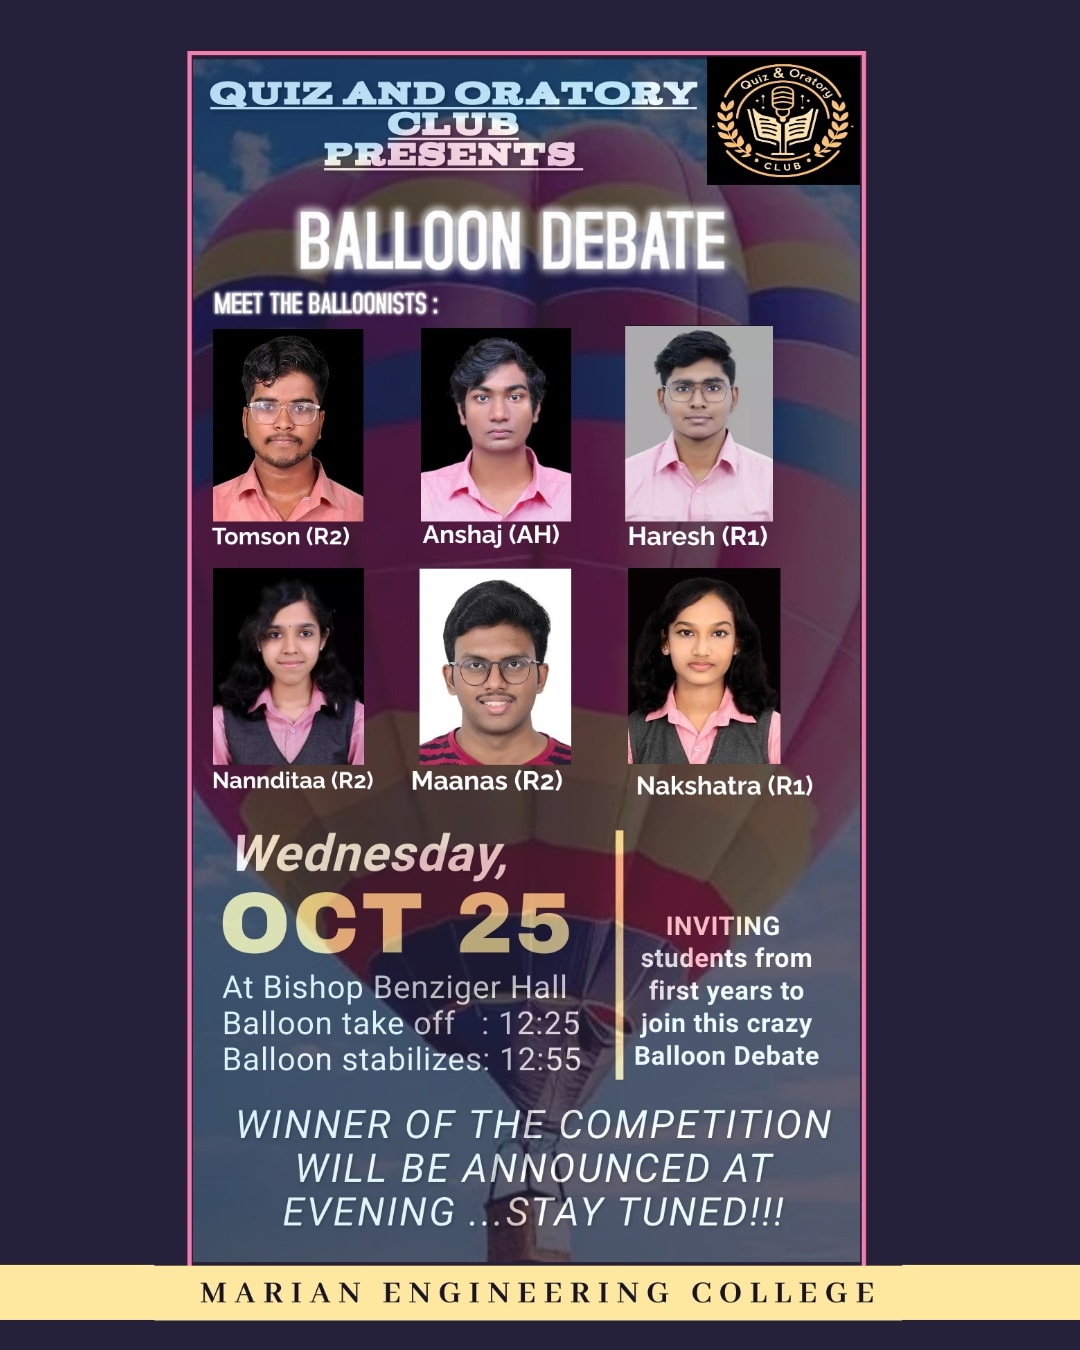 QUIZ AND ORATORY
CLUB
PRESENTS
Quiz & Oratory
CLUB
BALLOON DEBATE
MEET THE BALLOONISTS :
Tomson (R2)
Anshaj (AH)
Haresh (R1)
Nannditaa (R2)
Maanas (R2)
Nakshatra (R1)
Wednesday,
OCT 25
At Bishop Benziger Hall
Balloon take off : 12:25
Balloon stabilizes: 12:55
INVITING
students from
first years to
join this crazy
Balloon Debate
WINNER OF THE COMPETITION
WILL BE ANNOUNCED AT
EVENING ...STAY TUNED!!!
MARIAN ENGINEERING COLLEGE